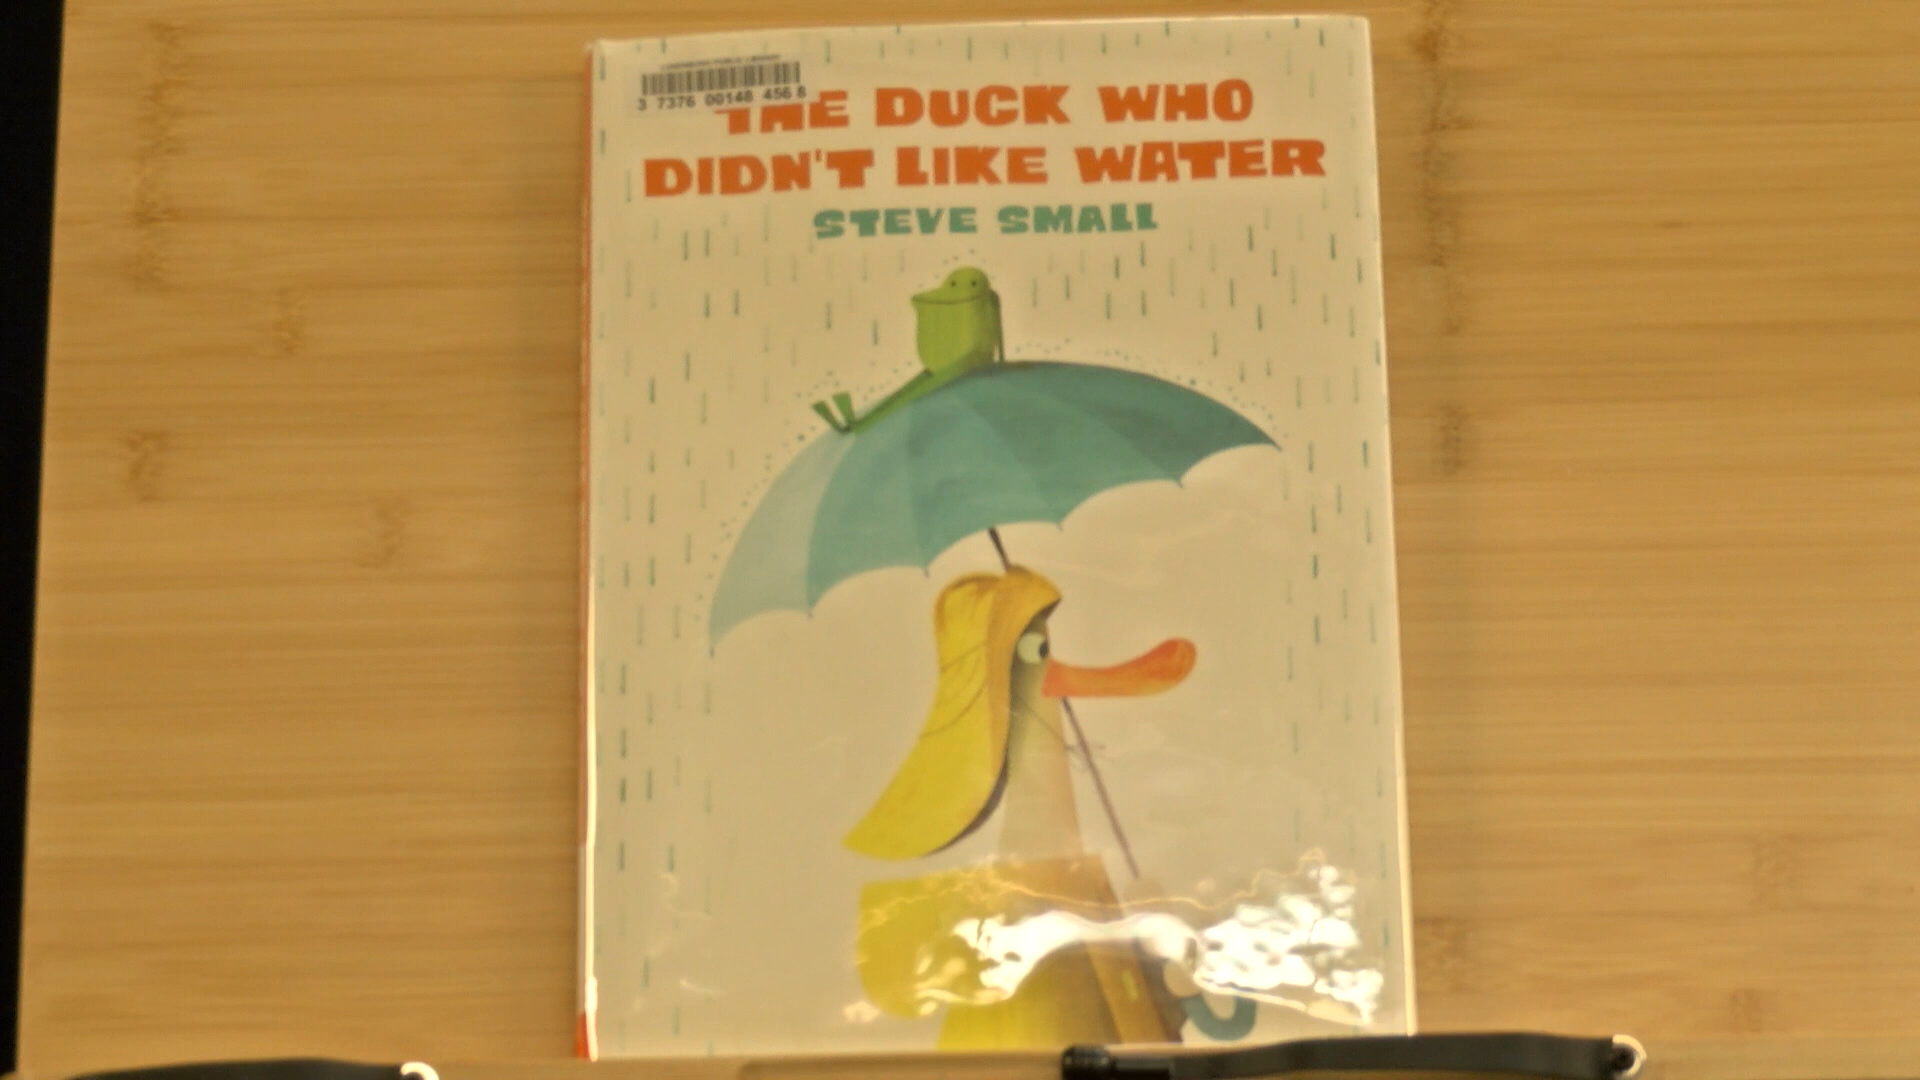 3 7376 00148 456 8
THE DUCK WHO
DIDN'T LIKE WATER
STEVE SMALL